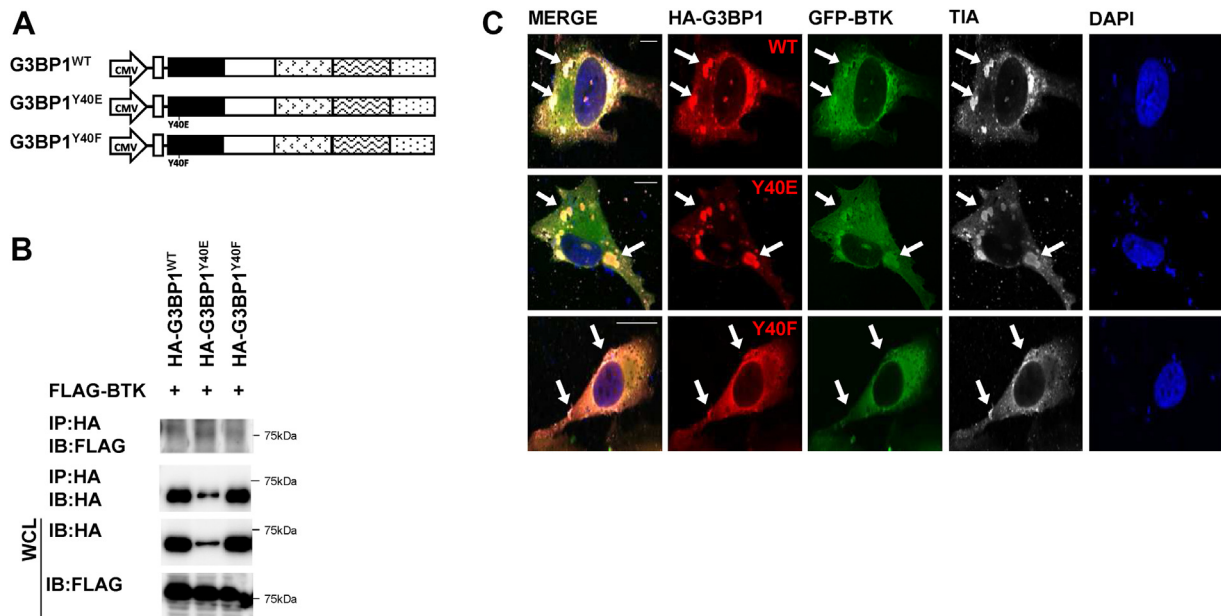 A
G3BP1WT CMV
G3BP1Y40E CMV
Y40E
G3BP1Y40F CMV
Y40F
B
HA-G3BP1WT
HA-G3BP1Y40E
HA-G3BP1Y40F
FLAG-BTK + + +
IP:HA
IB:FLAG
75kDa
IP:HA
IB:HA
75kDa
WCL
IB:HA
75kDa
IB:FLAG
75kDa
C
MERGE HA-G3BP1 GFP-BTK TIA DAPI
WT
Y40E
Y40F